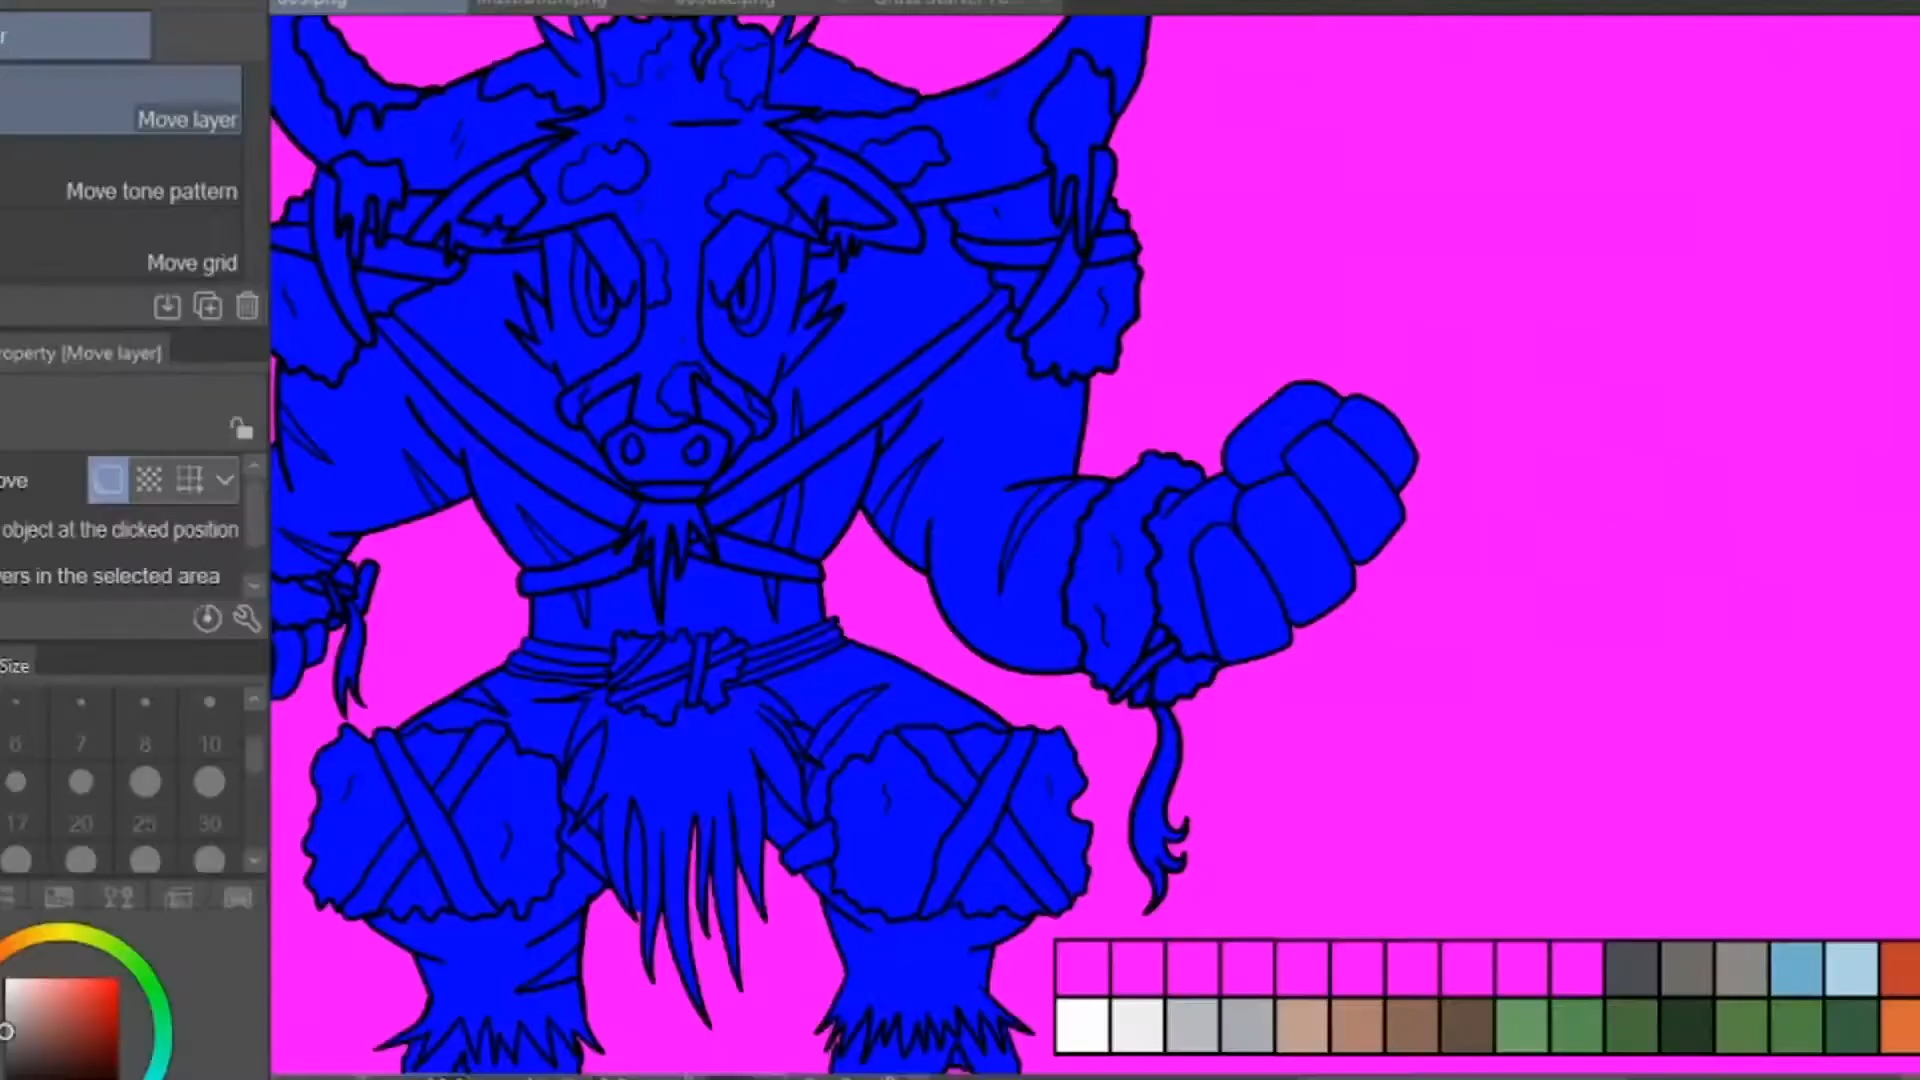 r
Move layer
Move tone pattern
Move grid
roperty [Move layer]
ove
object at the clicked position
ers in the selected area
Size
6 7 8 10
17 20 25 30